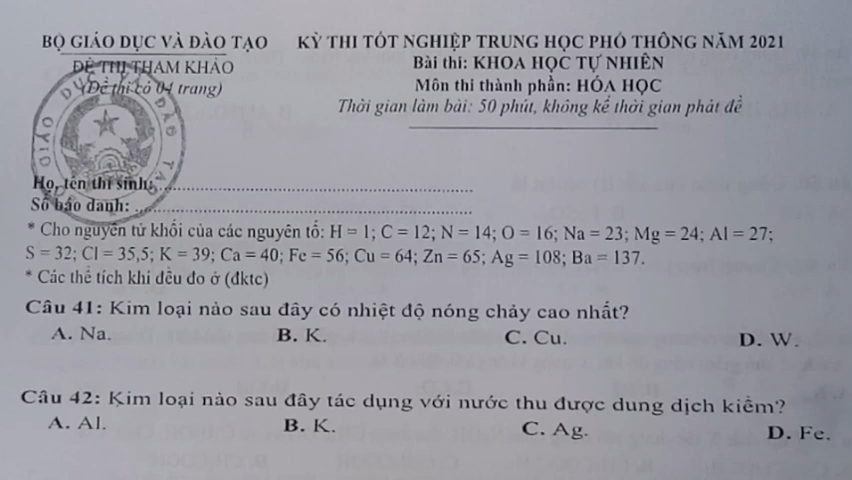 BỘ GIÁO DỤC VÀ ĐÀO TẠO
ĐỀ THI THAM KHẢO
(Đề thi có 04 trang)
KỲ THI TỐT NGHIỆP TRUNG HỌC PHỔ THÔNG NĂM 2021
Bài thi: KHOA HỌC TỰ NHIÊN
Môn thi thành phần: HÓA HỌC
Thời gian làm bài: 50 phút, không kể thời gian phát đề
Họ, tên thí sinh:
Số báo danh:
* Cho nguyên tử khối của các nguyên tố: H = 1; C = 12; N = 14; O = 16; Na = 23; Mg = 24; Al = 27;
S = 32; Cl = 35,5; K = 39; Ca = 40; Fe = 56; Cu = 64; Zn = 65; Ag = 108; Ba = 137.
* Các thể tích khí đều đo ở (đktc)
Câu 41: Kim loại nào sau đây có nhiệt độ nóng chảy cao nhất?
A. Na. B. K. C. Cu. D. W.
Câu 42: Kim loại nào sau đây tác dụng với nước thu được dung dịch kiềm?
A. Al. B. K. C. Ag. D. Fe.